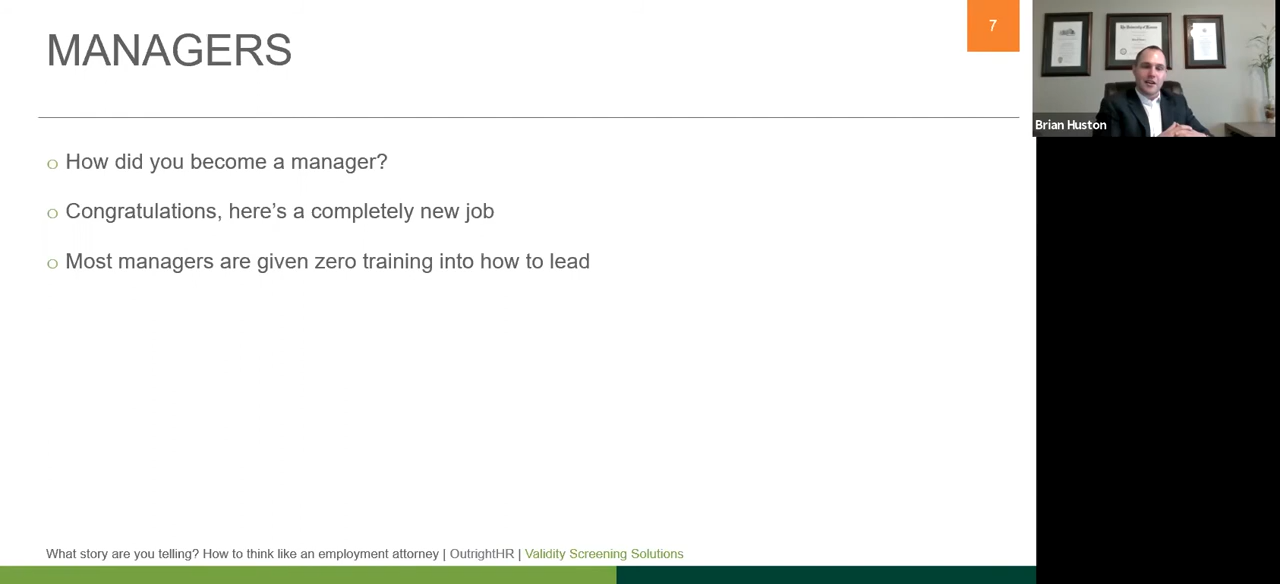 MANAGERS
7
o How did you become a manager?
o Congratulations, here’s a completely new job
o Most managers are given zero training into how to lead
What story are you telling? How to think like an employment attorney | OutrightHR | Validity Screening Solutions
Brian Huston